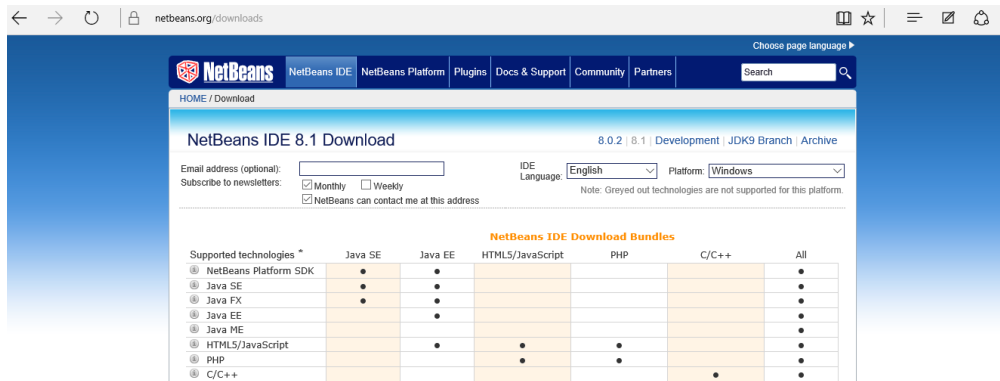 netbeans.org/downloads
Choose page language
NetBeans
NetBeans IDE NetBeans Platform Plugins Docs & Support Community Partners Search
HOME / Download
NetBeans IDE 8.1 Download 8.0.2 | 8.1 | Development | JDK9 Branch | Archive
Email address (optional): IDE Language: English Platform: Windows
Subscribe to newsletters: Monthly Weekly Note: Greyed out technologies are not supported for this platform.
NetBeans can contact me at this address
NetBeans IDE Download Bundles
Supported technologies * Java SE Java EE HTML5/JavaScript PHP C/C++ All
NetBeans Platform SDK • • •
Java SE • • •
Java FX • • •
Java EE • •
Java ME •
HTML5/JavaScript • • • •
PHP • • •
C/C++ • •